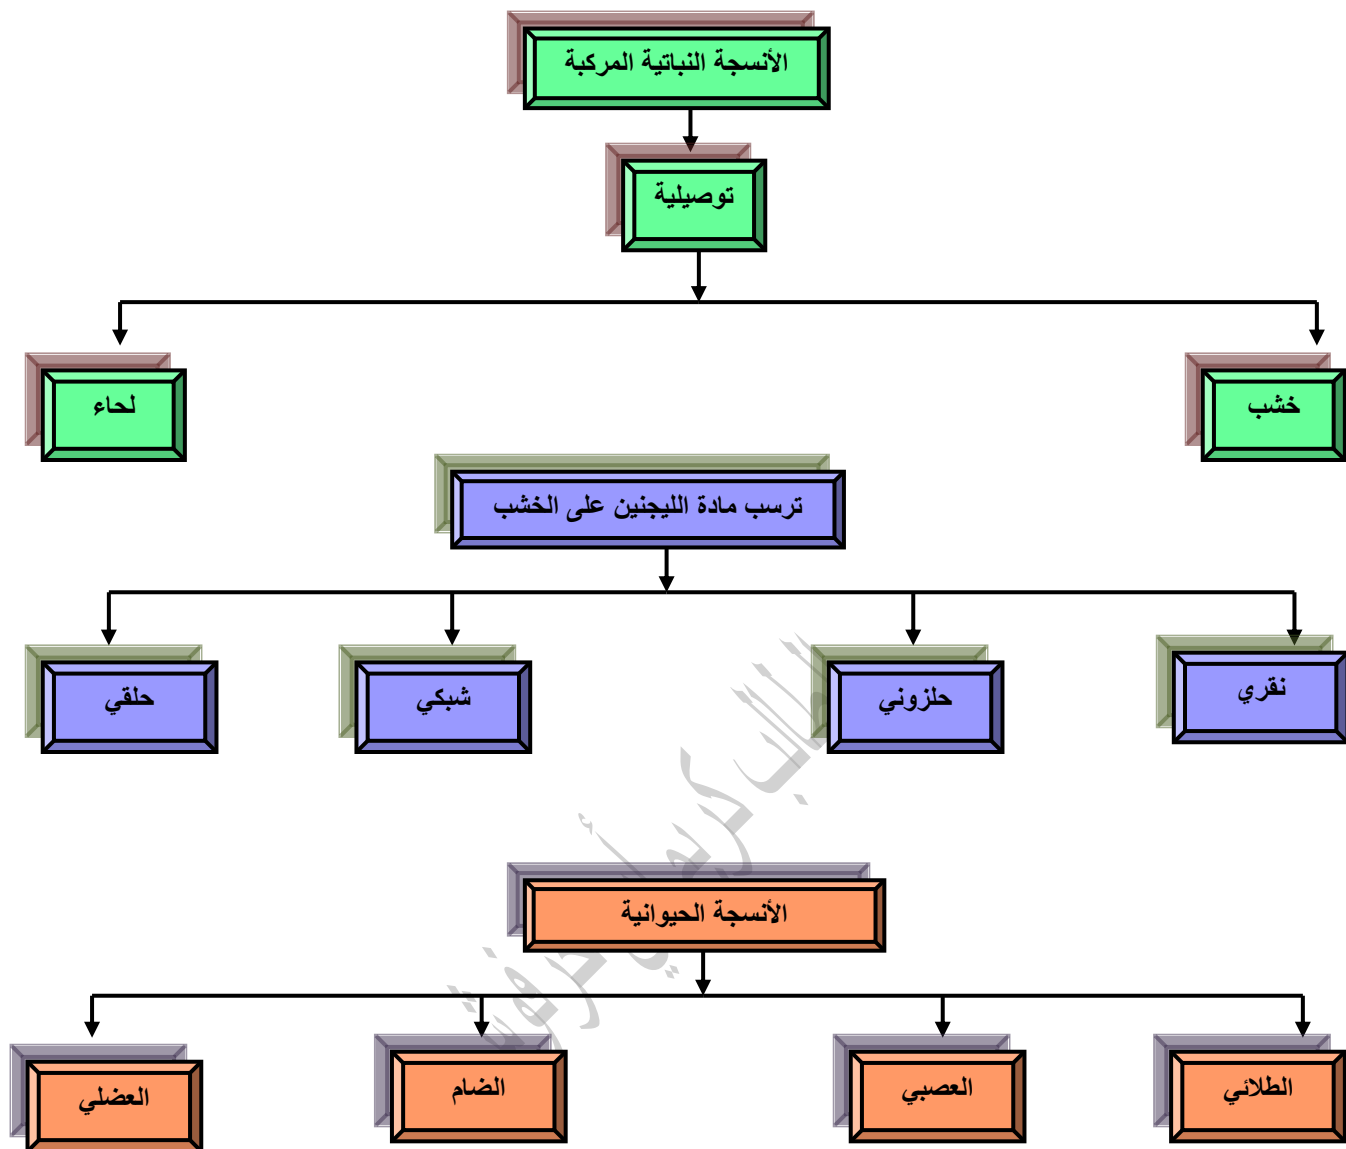 الأنسجة النباتية المركبة
توصيلية
خشب
لحاء
ترسب مادة الليجنين على الخشب
نقري
حلزوني
شبكي
حلقي
الأنسجة الحيوانية
الطلائي
العصبي
الضام
العضلي